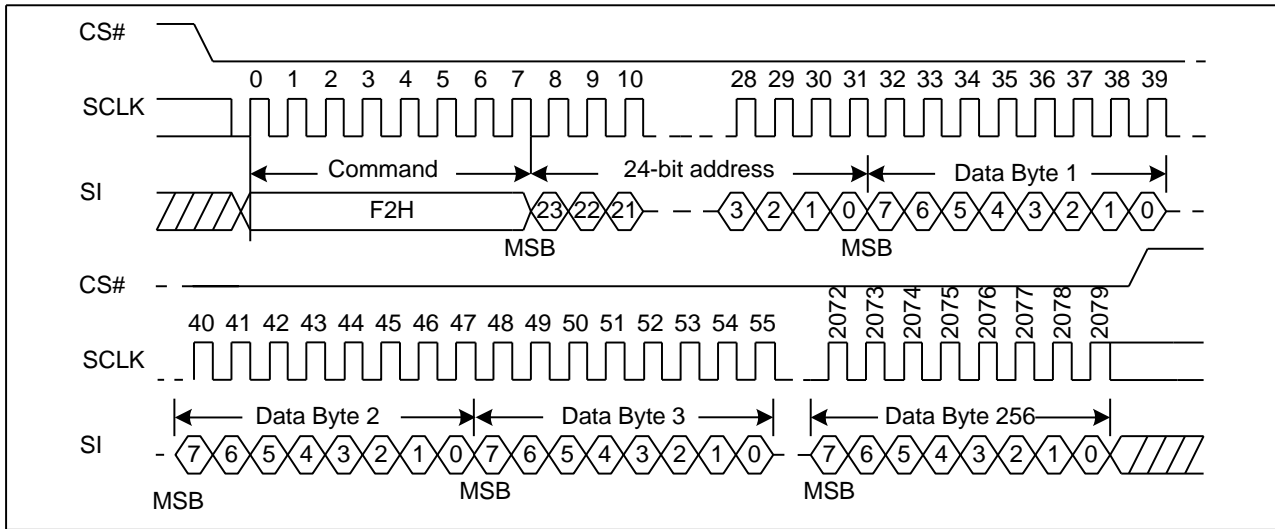 CS#
0 1 2 3 4 5 6 7 8 9 10 28 29 30 31 32 33 34 35 36 37 38 39
SCLK
Command 24-bit address Data Byte 1
SI
F2H 23 22 21 3 2 1 0 7 6 5 4 3 2 1 0
MSB MSB
CS#
40 41 42 43 44 45 46 47 48 49 50 51 52 53 54 55 2072 2073 2074 2075 2076 2077 2078 2079
SCLK
Data Byte 2 Data Byte 3 Data Byte 256
SI
7 6 5 4 3 2 1 0 7 6 5 4 3 2 1 0 7 6 5 4 3 2 1 0
MSB MSB MSB